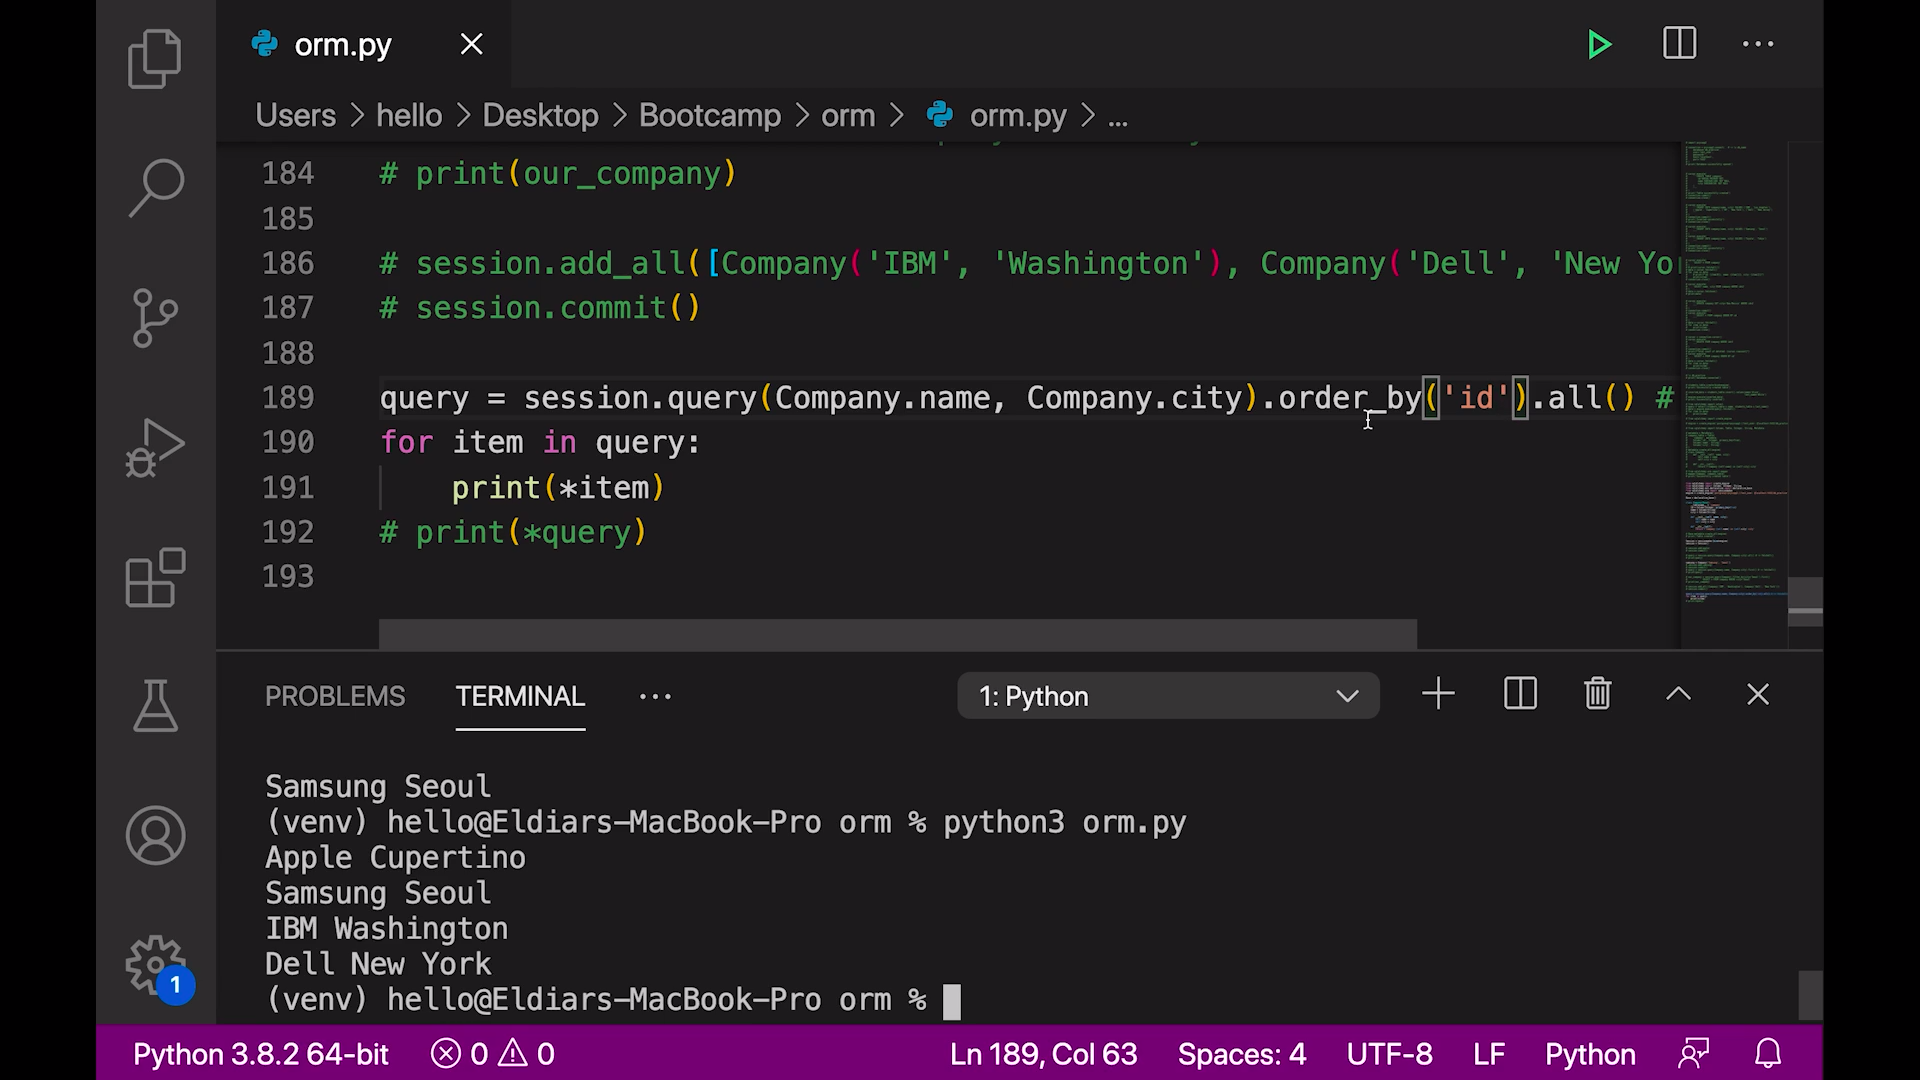 orm.py
Users > hello > Desktop > Bootcamp > orm > orm.py > ...
184 # print(our_company)
185
186 # session.add_all([Company('IBM', 'Washington'), Company('Dell', 'New Yo
187 # session.commit()
188
189 query = session.query(Company.name, Company.city).order_by('id').all() #
190 for item in query:
191 print(*item)
192 # print(*query)
193
PROBLEMS TERMINAL ... 1: Python
Samsung Seoul
(venv) hello@Eldiars-MacBook-Pro orm % python3 orm.py
Apple Cupertino
Samsung Seoul
IBM Washington
Dell New York
(venv) hello@Eldiars-MacBook-Pro orm %
1
Python 3.8.2 64-bit 0 0 Ln 189, Col 63 Spaces: 4 UTF-8 LF Python